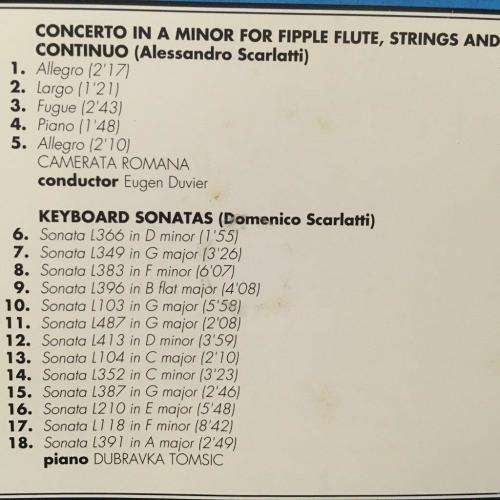 CONCERTO IN A MINOR FOR FIPPLE FLUTE, STRINGS AND
CONTINUO (Alessandro Scarlatti)
1. Allegro (2'17)
2. Largo (1'21)
3. Fugue (2'43)
4. Piano (1'48)
5. Allegro (2'10)
CAMERATA ROMANA
conductor Eugen Duvier
KEYBOARD SONATAS (Domenico Scarlatti)
6. Sonata L366 in D minor (1'55)
7. Sonata L349 in G major (3'26)
8. Sonata L383 in F minor (6'07)
9. Sonata L396 in B flat major (4'08)
10. Sonata L103 in G major (5'58)
11. Sonata L487 in G major (2'08)
12. Sonata L413 in D minor (3'59)
13. Sonata L104 in C major (2'10)
14. Sonata L352 in C minor (3'23)
15. Sonata L387 in G major (2'46)
16. Sonata L210 in E major (5'48)
17. Sonata L118 in F minor (8'42)
18. Sonata L391 in A major (2'49)
piano DUBRAVKA TOMSIC